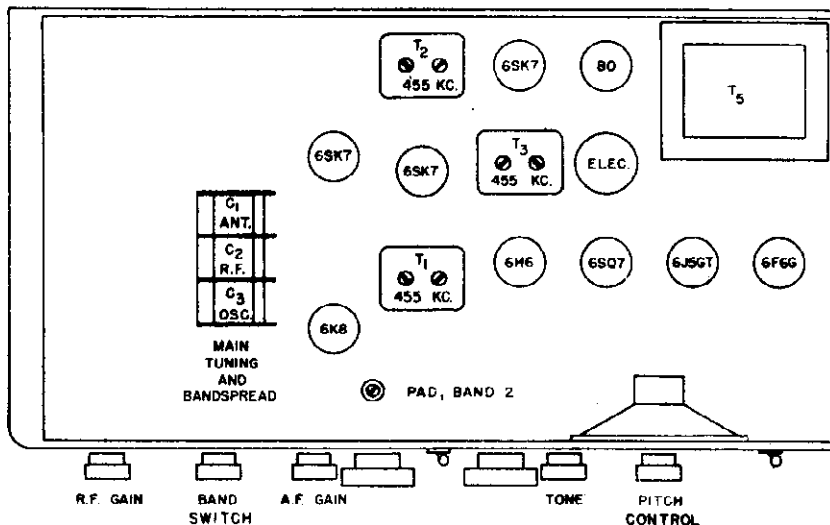 T2
455 KC.
6SK7
80
T5
6SK7
6SK7
T3
455 KC.
ELEC.
C1
ANT.
C2
R.F.
C3
OSC.
T1
455 KC.
6H6
6SQ7
6J5GT
6F6G
6K8
MAIN
TUNING
AND
BANDSPREAD
PAD, BAND 2
R.F. GAIN
BAND
SWITCH
A.F. GAIN
TONE
PITCH
CONTROL